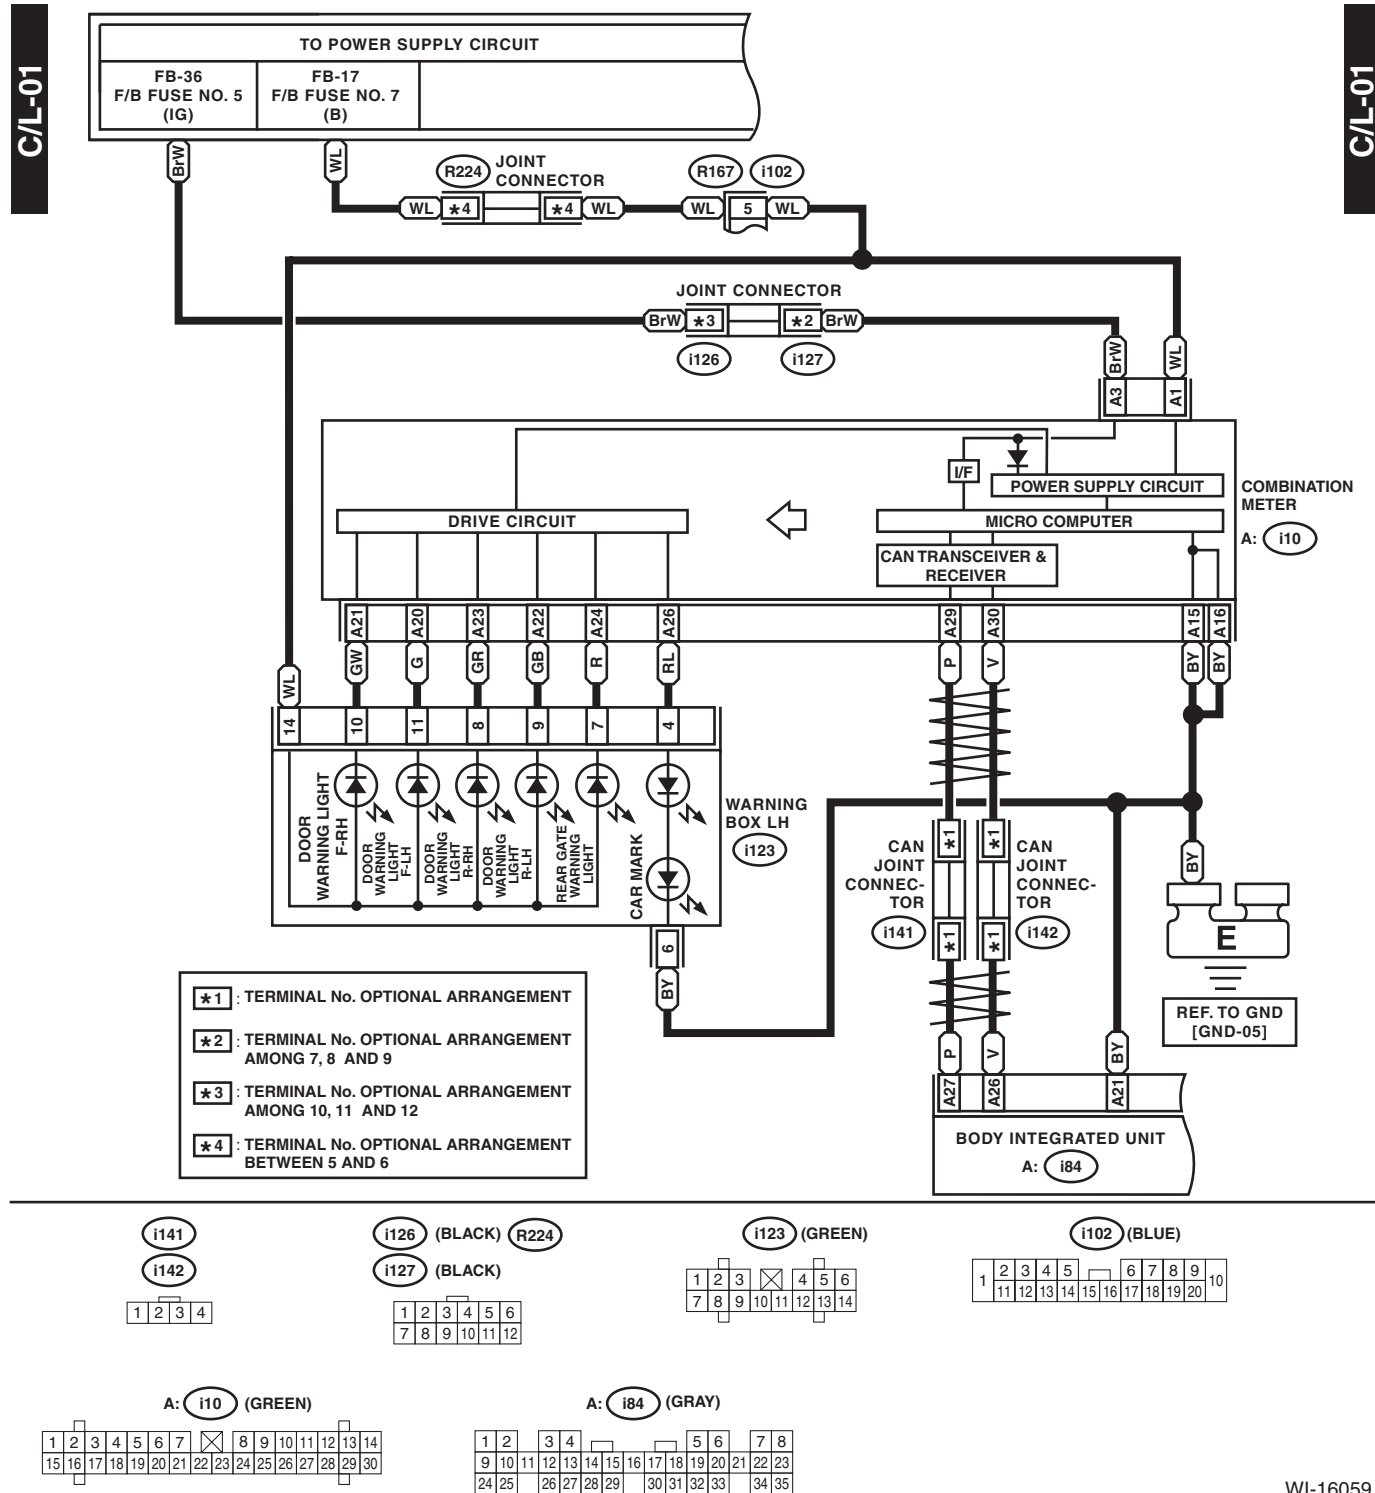 C/L-01
C/L-01
TO POWER SUPPLY CIRCUIT
FB-36
F/B FUSE NO. 5
(IG)
FB-17
F/B FUSE NO. 7
(B)
BrW
WL
R224
JOINT
CONNECTOR
R167
i102
WL
*4
*4
WL
WL
5
WL
JOINT CONNECTOR
BrW
*3
*2
BrW
i126
i127
BrW
WL
A3
A1
I/F
POWER SUPPLY CIRCUIT
DRIVE CIRCUIT
MICRO COMPUTER
CAN TRANSCEIVER &
RECEIVER
COMBINATION
METER
A: i10
A21
A20
A23
A22
A24
A26
A29
A30
A15
A16
WL
GW
G
GR
GB
R
RL
P
V
BY
BY
14
10
11
8
9
7
4
DOOR
WARNING LIGHT
F-RH
DOOR
WARNING
LIGHT
F-LH
DOOR
WARNING
LIGHT
R-RH
DOOR
WARNING
LIGHT
R-LH
REAR GATE
WARNING
LIGHT
CAR MARK
WARNING
BOX LH
i123
6
BY
CAN
JOINT
CONNEC-
TOR
i141
*1
*1
*1
*1
CAN
JOINT
CONNEC-
TOR
i142
BY
E
REF. TO GND
[GND-05]
P
V
BY
A27
A26
A21
BODY INTEGRATED UNIT
A: i84
*1 : TERMINAL No. OPTIONAL ARRANGEMENT
*2 : TERMINAL No. OPTIONAL ARRANGEMENT
AMONG 7, 8 AND 9
*3 : TERMINAL No. OPTIONAL ARRANGEMENT
AMONG 10, 11 AND 12
*4 : TERMINAL No. OPTIONAL ARRANGEMENT
BETWEEN 5 AND 6
i141
i142
1 2 3 4
i126 (BLACK) R224
i127 (BLACK)
1 2 3 4 5 6
7 8 9 10 11 12
i123 (GREEN)
1 2 3 4 5 6
7 8 9 10 11 12 13 14
i102 (BLUE)
1 2 3 4 5 6 7 8 9 10
11 12 13 14 15 16 17 18 19 20
A: i10 (GREEN)
1 2 3 4 5 6 7 8 9 10 11 12 13 14
15 16 17 18 19 20 21 22 23 24 25 26 27 28 29 30
A: i84 (GRAY)
1 2 3 4 5 6 7 8
9 10 11 12 13 14 15 16 17 18 19 20 21 22 23
24 25 26 27 28 29 30 31 32 33 34 35
WI-16059